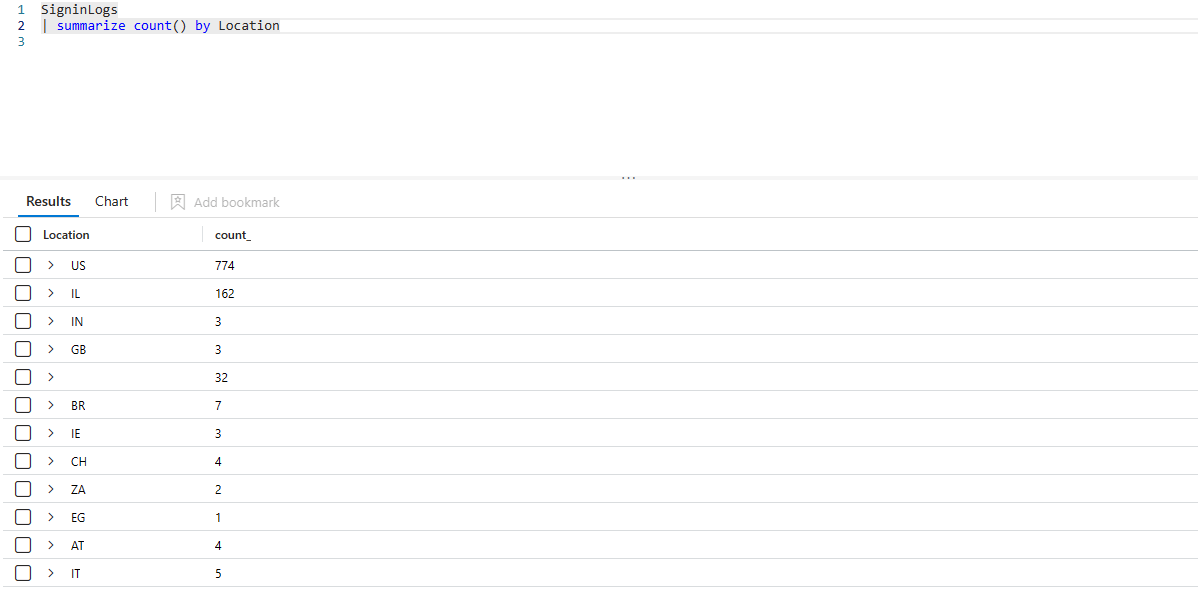 1 SigninLogs
2 | summarize count() by Location
3
...
Results Chart Add bookmark
Location count_
US 774
IL 162
IN 3
GB 3
32
BR 7
IE 3
CH 4
ZA 2
EG 1
AT 4
IT 5